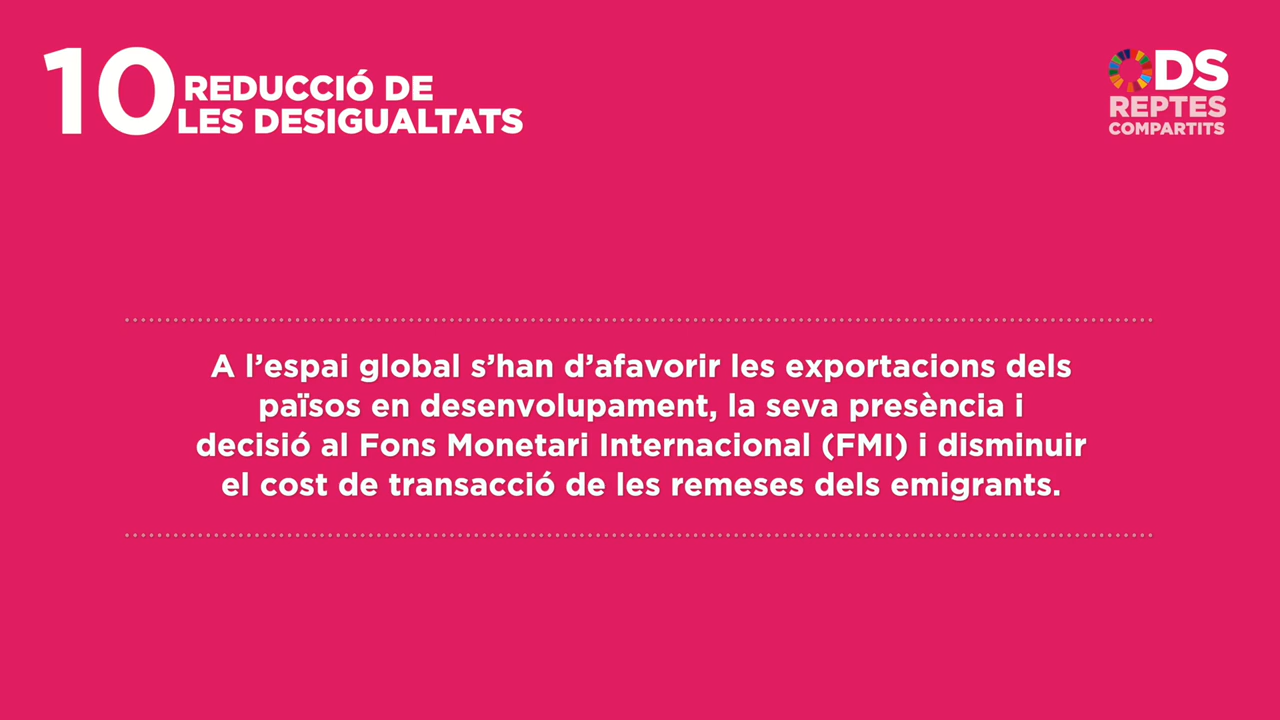 10 REDUCCIÓ DE
LES DESIGUALTATS
ODS
REPTES
COMPARTITS
A l’espai global s’han d’afavorir les exportacions dels
països en desenvolupament, la seva presència i
decisió al Fons Monetari Internacional (FMI) i disminuir
el cost de transacció de les remeses dels emigrants.